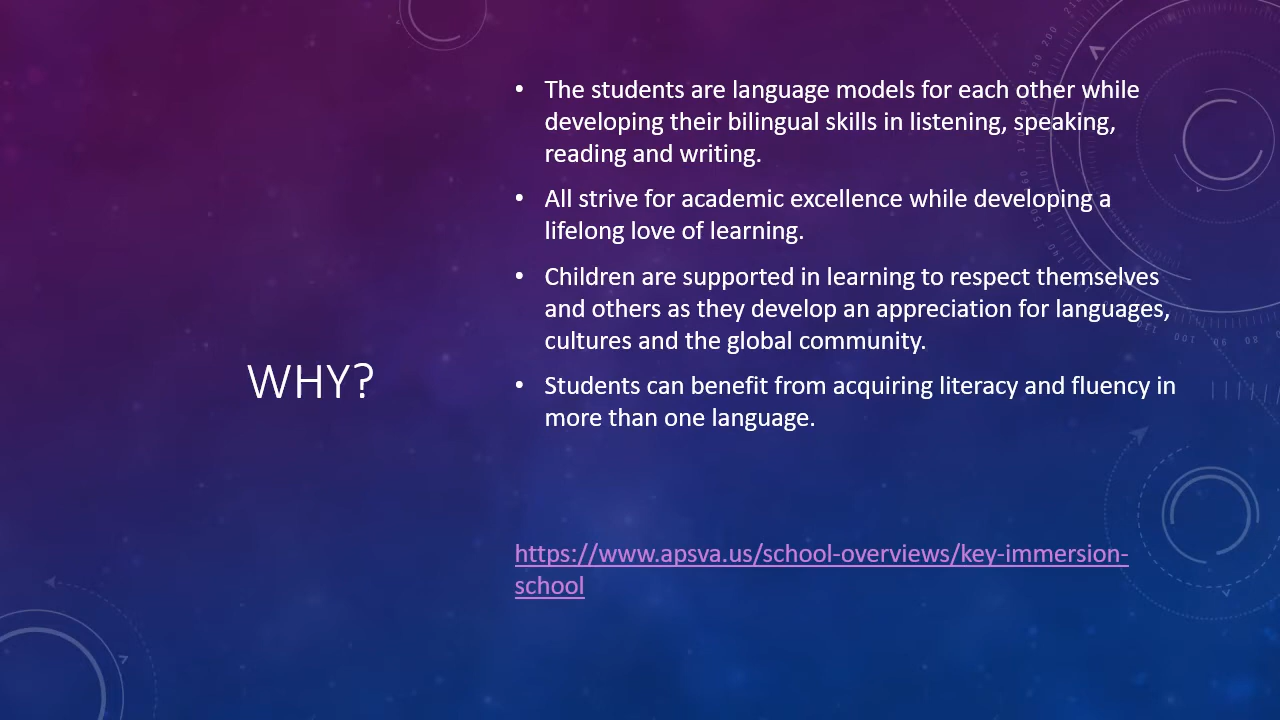 WHY?
• The students are language models for each other while
developing their bilingual skills in listening, speaking,
reading and writing.
• All strive for academic excellence while developing a
lifelong love of learning.
• Children are supported in learning to respect themselves
and others as they develop an appreciation for languages,
cultures and the global community.
• Students can benefit from acquiring literacy and fluency in
more than one language.
https://www.apsva.us/school-overviews/key-immersion-
school